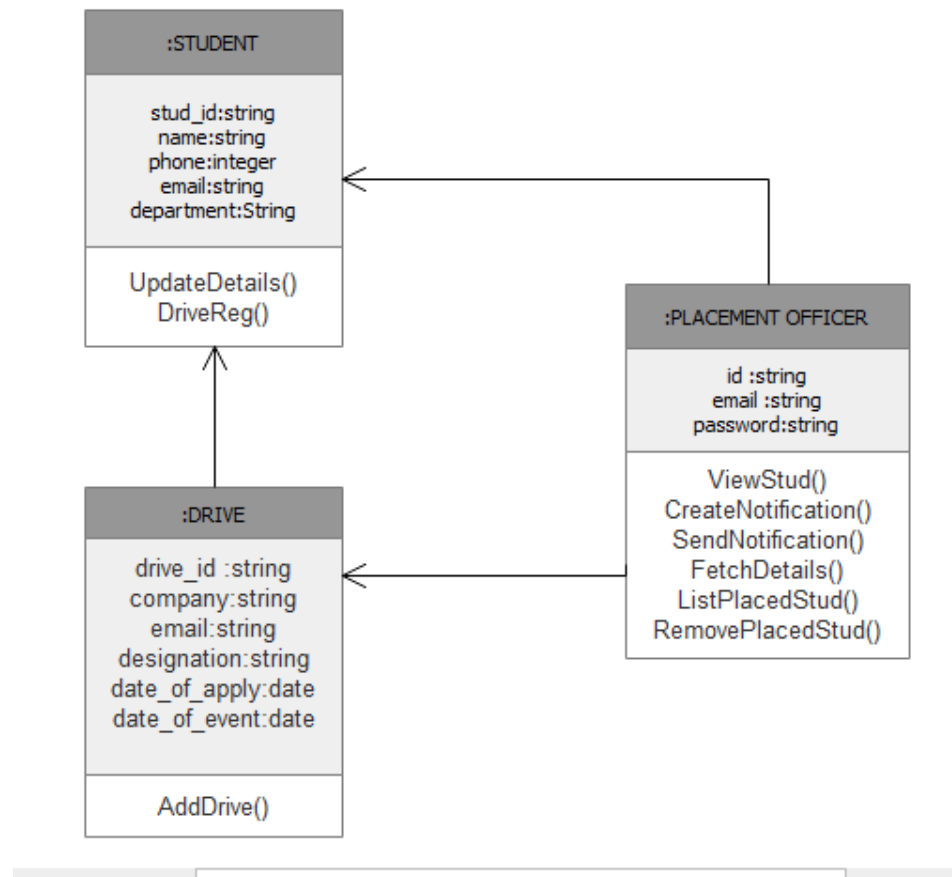 :STUDENT
stud_id:string
name:string
phone:integer
email:string
department:String
UpdateDetails()
DriveReg()
:PLACEMENT OFFICER
id :string
email :string
password:string
ViewStud()
CreateNotification()
SendNotification()
FetchDetails()
ListPlacedStud()
RemovePlacedStud()
:DRIVE
drive_id :string
company:string
email:string
designation:string
date_of_apply:date
date_of_event:date
AddDrive()